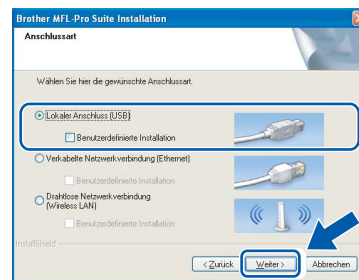 Brother MFL-Pro Suite Installation
Anschlussart
Wählen Sie hier die gewünschte Anschlussart.
Lokaler Anschluss (USB)
Benutzerdefinierte Installation
Verkabelte Netzwerkverbindung (Ethernet)
Benutzerdefinierte Installation
Drahtlose Netzwerkverbindung
(Wireless LAN)
Benutzerdefinierte Installation
InstallShield
< Zurück Weiter > Abbrechen